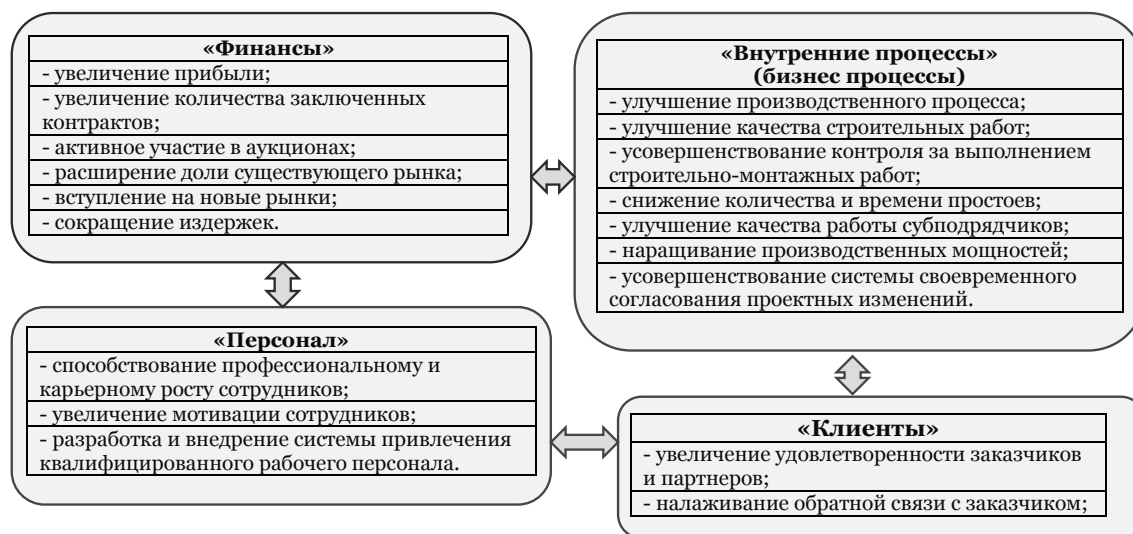 «Финансы»
- увеличение прибыли;
- увеличение количества заключенных
контрактов;
- активное участие в аукционах;
- расширение доли существующего рынка;
- вступление на новые рынки;
- сокращение издержек.
«Внутренние процессы»
(бизнес процессы)
- улучшение производственного процесса;
- улучшение качества строительных работ;
- усовершенствование контроля за выполнением
строительно-монтажных работ;
- снижение количества и времени простоев;
- улучшение качества работы субподрядчиков;
- наращивание производственных мощностей;
- усовершенствование системы своевременного
согласования проектных изменений.
«Персонал»
- способствование профессиональному и
карьерному росту сотрудников;
- увеличение мотивации сотрудников;
- разработка и внедрение системы привлечения
квалифицированного рабочего персонала.
«Клиенты»
- увеличение удовлетворенности заказчиков
и партнеров;
- налаживание обратной связи с заказчиком;